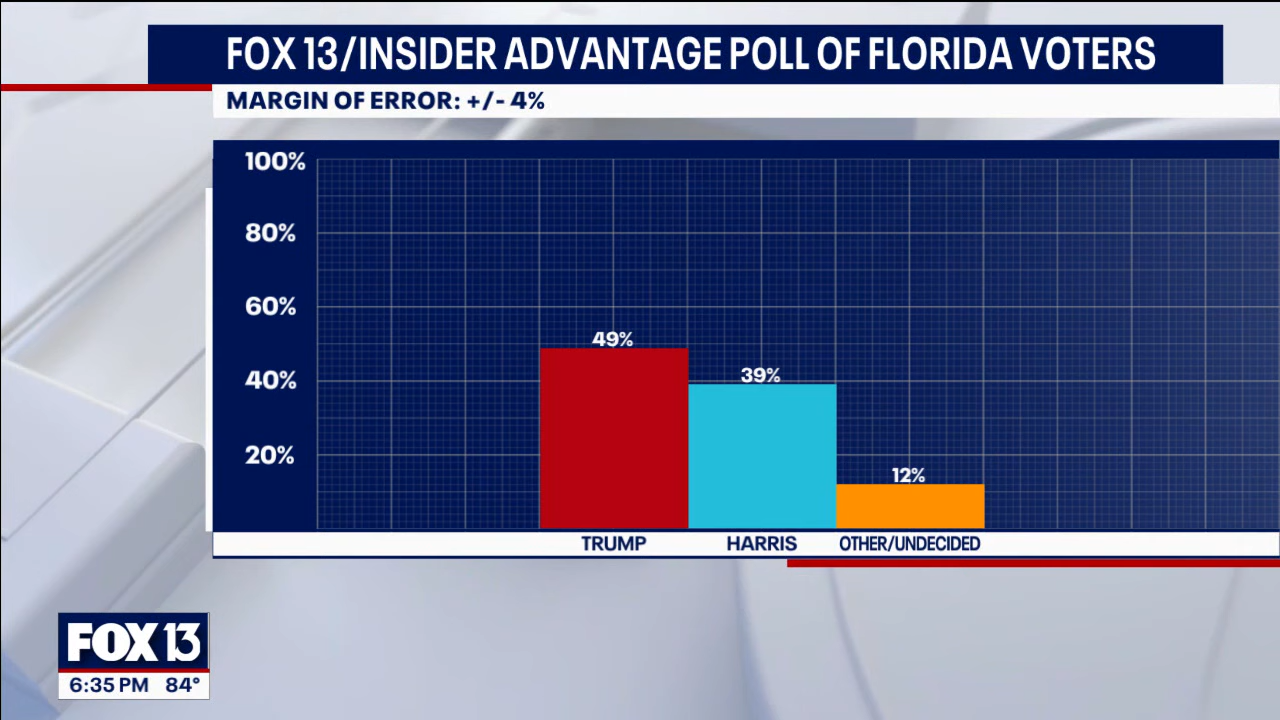 FOX 13/INSIDER ADVANTAGE POLL OF FLORIDA VOTERS
MARGIN OF ERROR: +/- 4%
100%
80%
60%
40%
20%
49%
39%
12%
TRUMP
HARRIS
OTHER/UNDECIDED
FOX 13
6:35 PM 84°